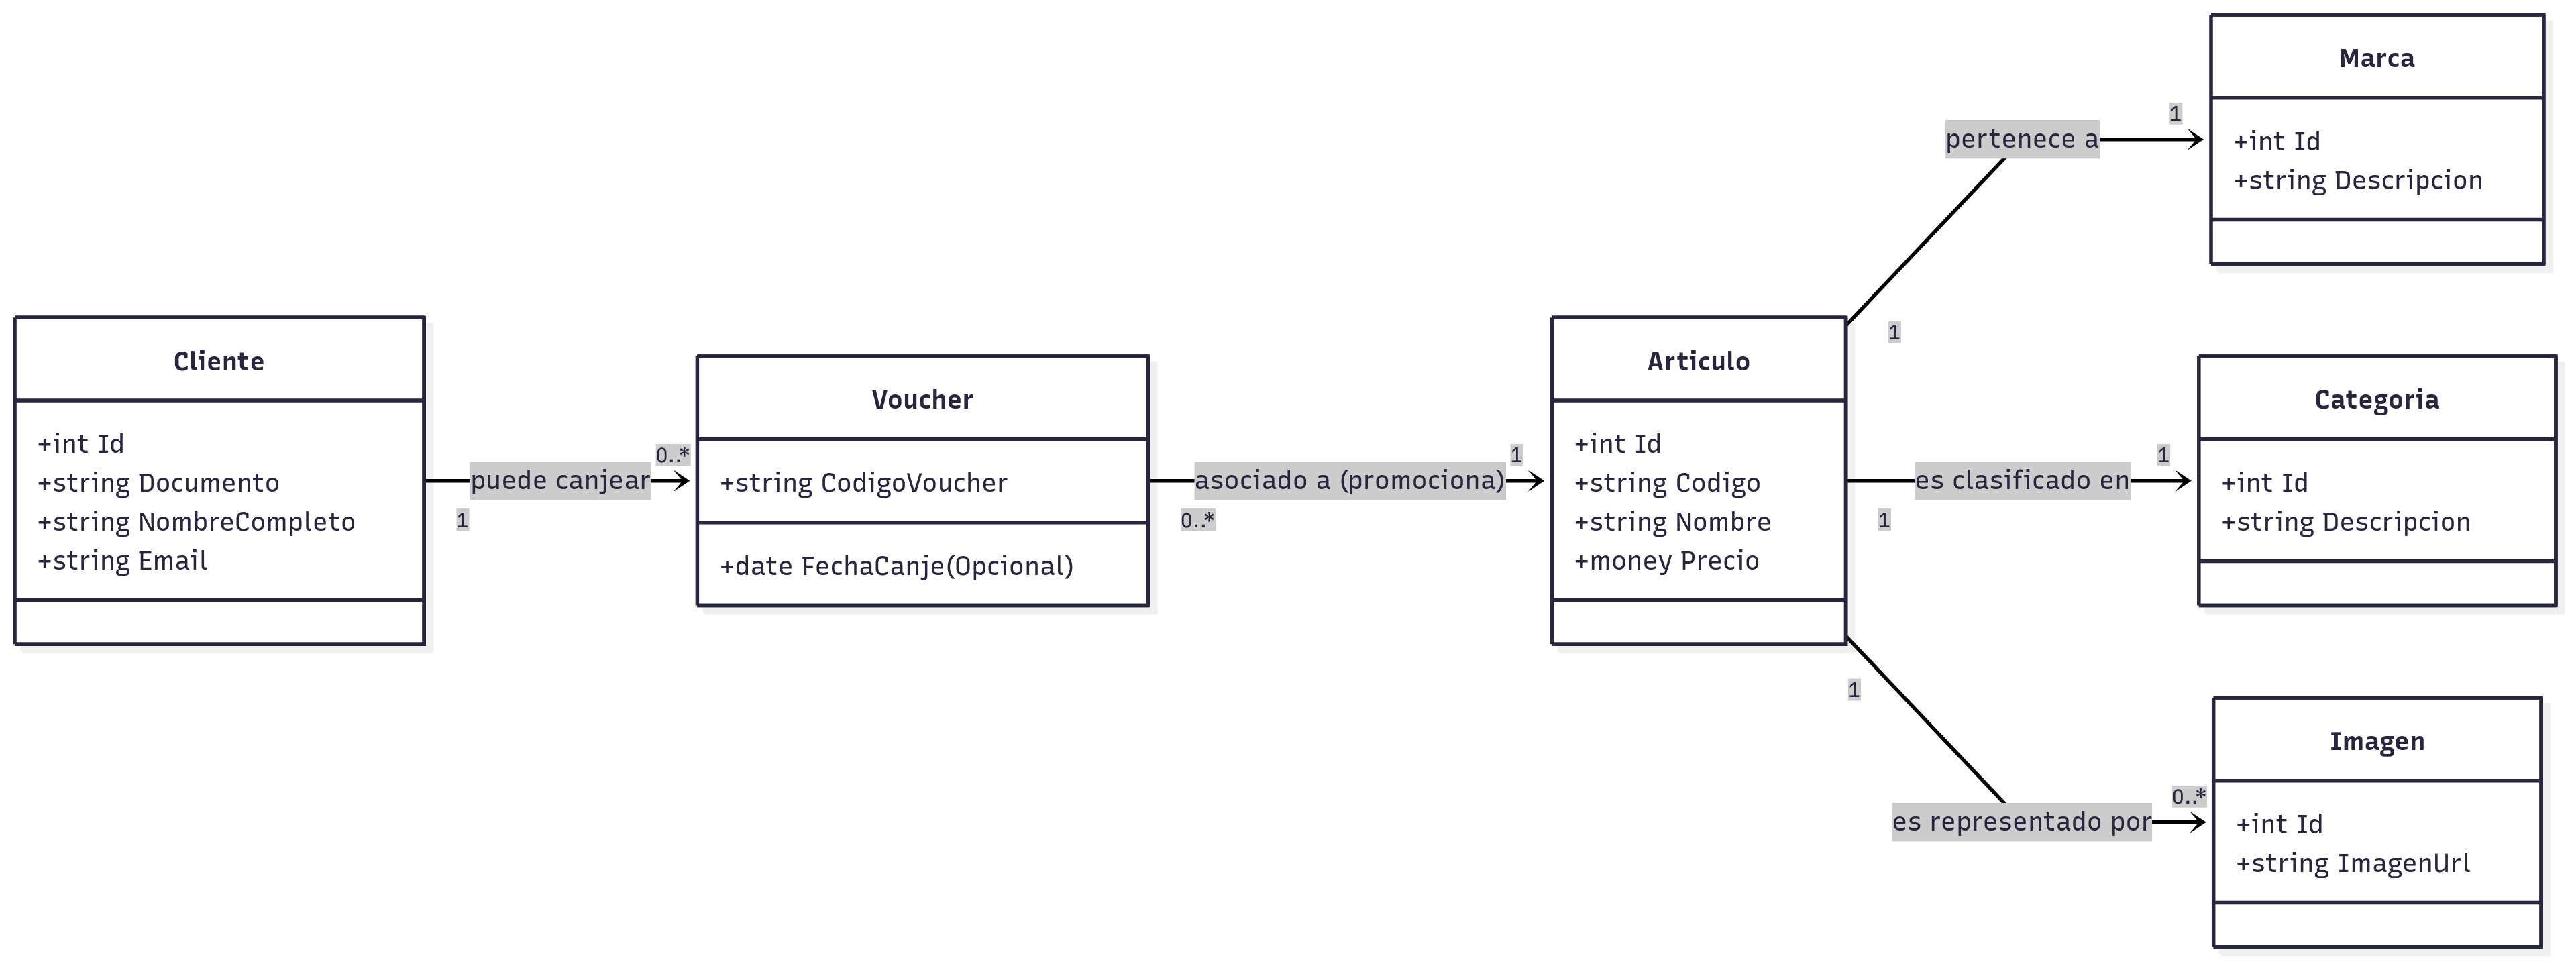 Cliente
+int Id
+string Documento
+string NombreCompleto
+string Email
puede canjear
1
0..*
Voucher
+string CodigoVoucher
+date FechaCanje(Opcional)
asociado a (promociona)
0..*
1
Articulo
+int Id
+string Codigo
+string Nombre
+money Precio
pertenece a
1
1
Marca
+int Id
+string Descripcion
es clasificado en
1
1
Categoria
+int Id
+string Descripcion
es representado por
1
0..*
Imagen
+int Id
+string ImagenUrl